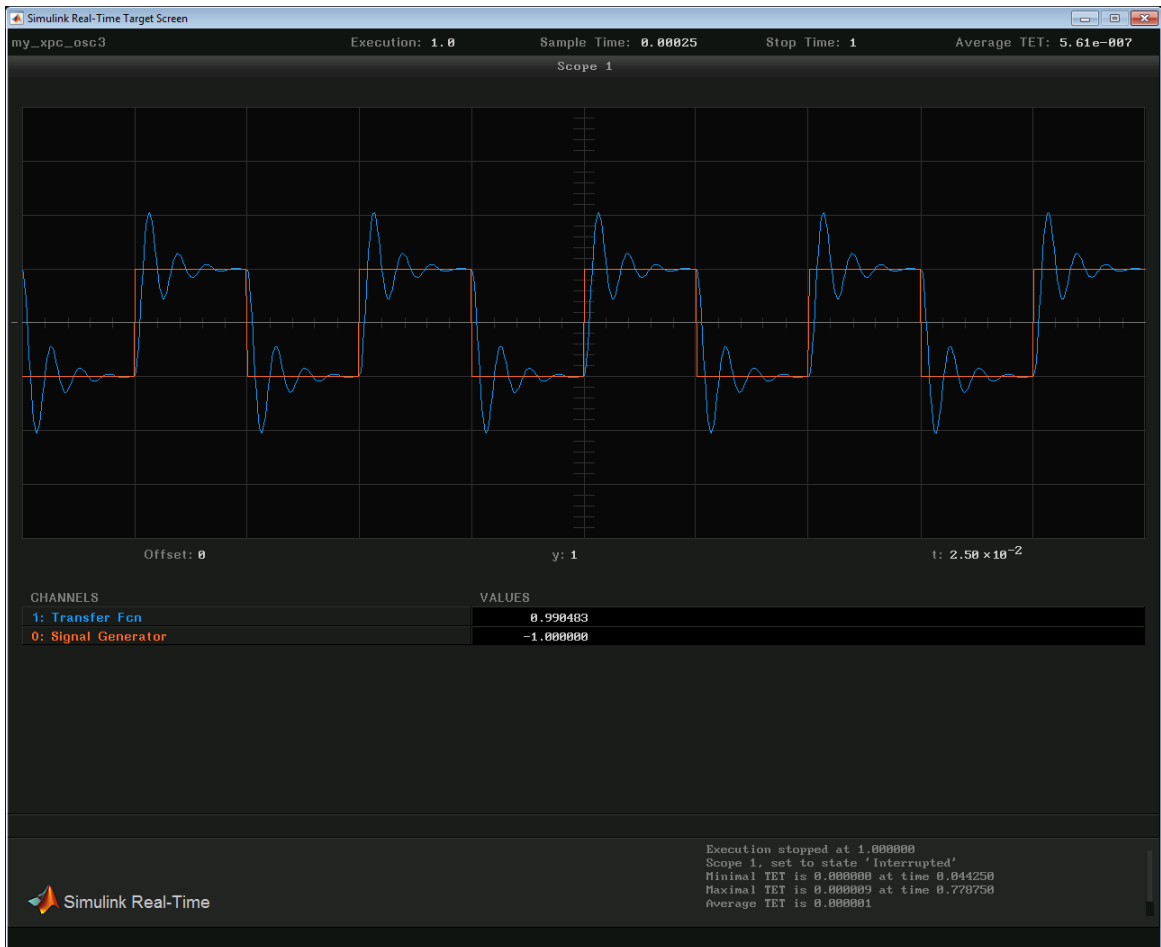 Simulink Real-Time Target Screen
my_xpc_osc3 Execution: 1.0 Sample Time: 0.00025 Stop Time: 1 Average TET: 5.61e-007
Scope 1
Offset: 0 y: 1 t: 2.50 ×10⁻²
CHANNELS VALUES
1: Transfer Fcn 0.990483
0: Signal Generator -1.000000
Execution stopped at 1.000000
Scope 1, set to state 'Interrupted'
Minimal TET is 0.000000 at time 0.044250
Maximal TET is 0.000009 at time 0.778750
Average TET is 0.000001
Simulink Real-Time